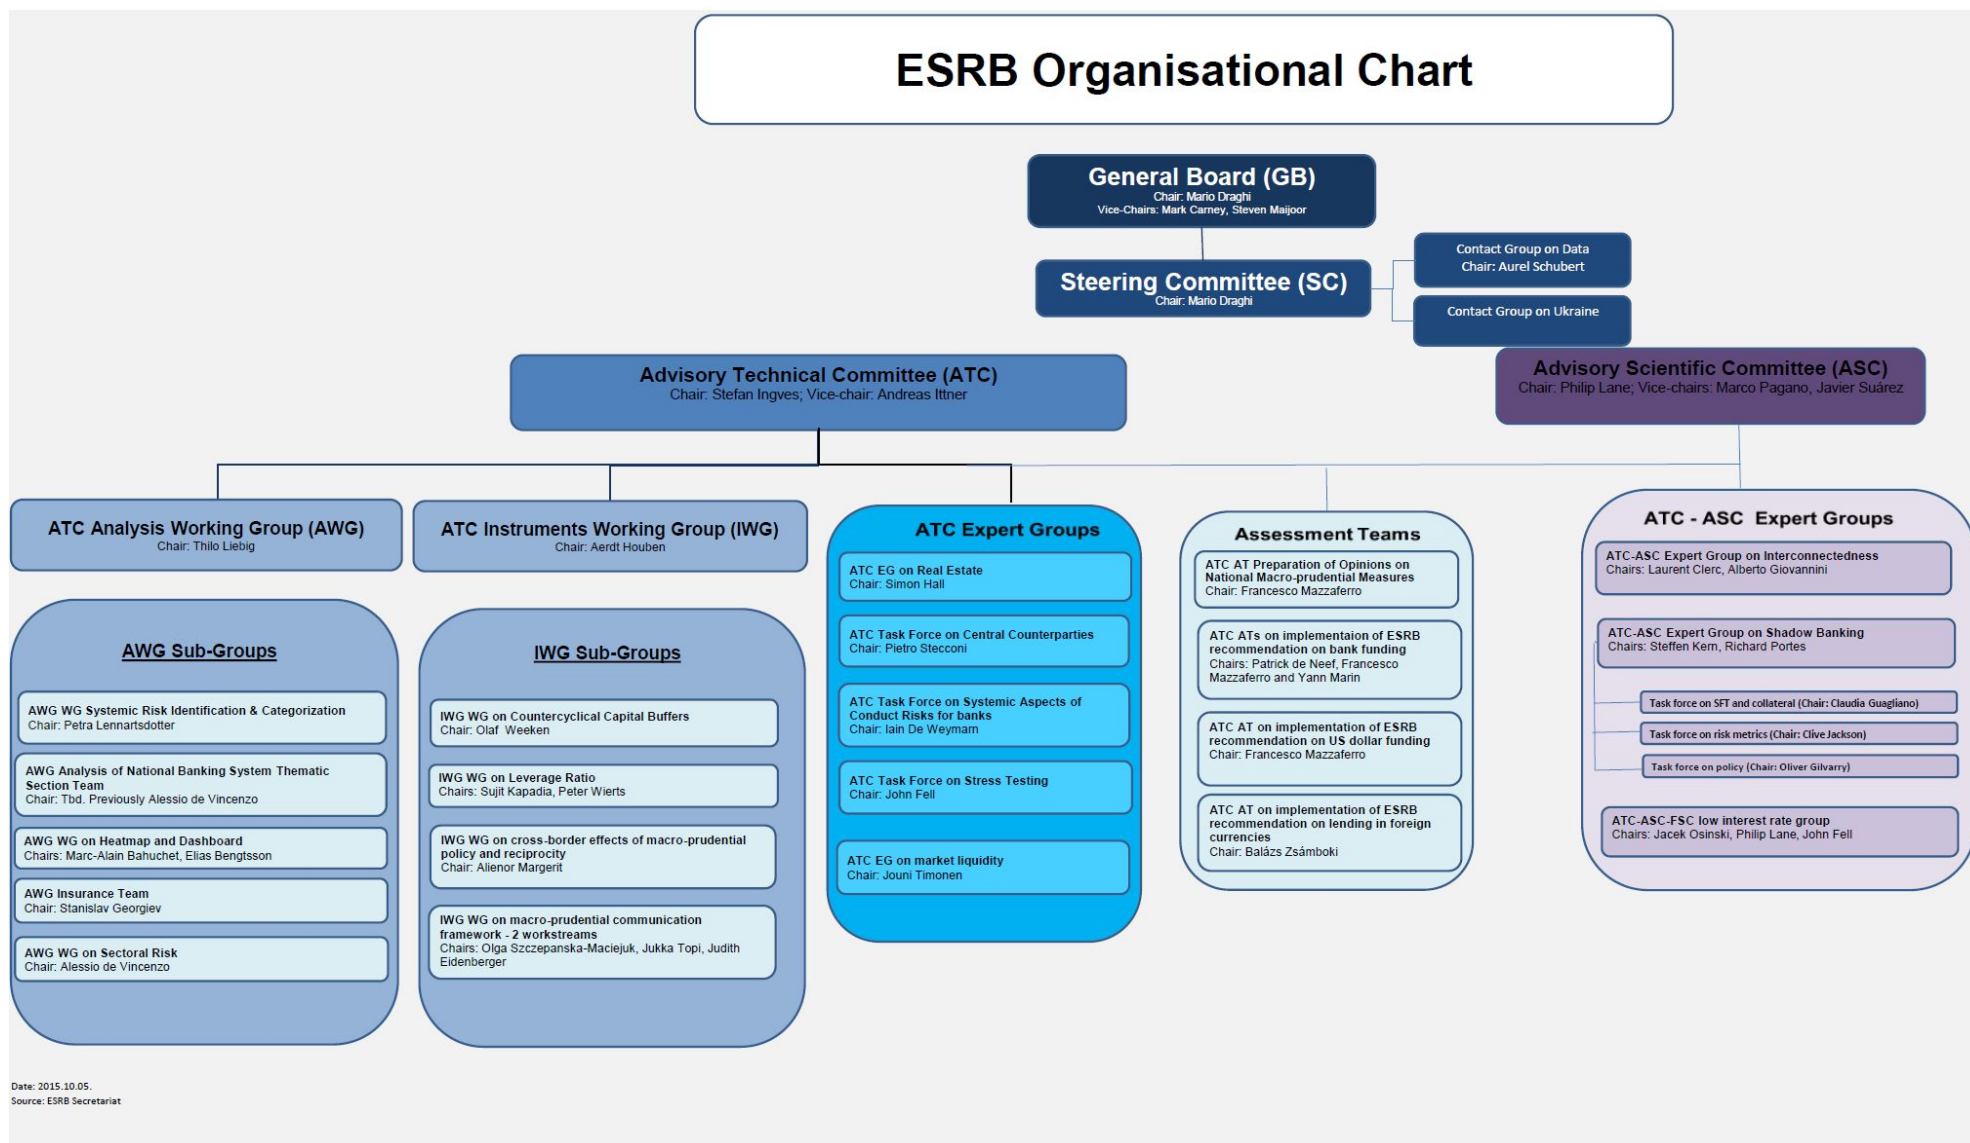 ESRB Organisational Chart
General Board (GB)
Chair: Mario Draghi
Vice-Chairs: Mark Carney, Steven Maijoor
Steering Committee (SC)
Chair: Mario Draghi
Contact Group on Data
Chair: Aurel Schubert
Contact Group on Ukraine
Advisory Technical Committee (ATC)
Chair: Stefan Ingves; Vice-chair: Andreas Ittner
Advisory Scientific Committee (ASC)
Chair: Philip Lane; Vice-chairs: Marco Pagano, Javier Suárez
ATC Analysis Working Group (AWG)
Chair: Thilo Liebig
AWG Sub-Groups
AWG WG Systemic Risk Identification & Categorization
Chair: Petra Lennartsdotter
AWG Analysis of National Banking System Thematic
Section Team
Chair: Tbd. Previously Alessio de Vincenzo
AWG WG on Heatmap and Dashboard
Chairs: Marc-Alain Bahuchet, Elias Bengtsson
AWG Insurance Team
Chair: Stanislav Georgiev
AWG WG on Sectoral Risk
Chair: Alessio de Vincenzo
ATC Instruments Working Group (IWG)
Chair: Aerdt Houben
IWG Sub-Groups
IWG WG on Countercyclical Capital Buffers
Chair: Olaf Weeken
IWG WG on Leverage Ratio
Chairs: Sujit Kapadia, Peter Wierts
IWG WG on cross-border effects of macro-prudential
policy and reciprocity
Chair: Alienor Margerit
IWG WG on macro-prudential communication
framework - 2 workstreams
Chairs: Olga Szczepanska-Maciejuk, Jukka Topi, Judith
Eidenberger
ATC Expert Groups
ATC EG on Real Estate
Chair: Simon Hall
ATC Task Force on Central Counterparties
Chair: Pietro Stecconi
ATC Task Force on Systemic Aspects of
Conduct Risks for banks
Chair: Iain De Weymarn
ATC Task Force on Stress Testing
Chair: John Fell
ATC EG on market liquidity
Chair: Jouni Timonen
Assessment Teams
ATC AT Preparation of Opinions on
National Macro-prudential Measures
Chair: Francesco Mazzaferro
ATC ATs on implementaion of ESRB
recommendation on bank funding
Chairs: Patrick de Neef, Francesco
Mazzaferro and Yann Marin
ATC AT on implementation of ESRB
recommendation on US dollar funding
Chair: Francesco Mazzaferro
ATC AT on implementation of ESRB
recommendation on lending in foreign
currencies
Chair: Balázs Zsámboki
ATC - ASC Expert Groups
ATC-ASC Expert Group on Interconnectedness
Chairs: Laurent Clerc, Alberto Giovannini
ATC-ASC Expert Group on Shadow Banking
Chairs: Steffen Kern, Richard Portes
Task force on SFT and collateral (Chair: Claudia Guagliano)
Task force on risk metrics (Chair: Clive Jackson)
Task force on policy (Chair: Oliver Gilvarry)
ATC-ASC-FSC low interest rate group
Chairs: Jacek Osinski, Philip Lane, John Fell
Date: 2015.10.05.
Source: ESRB Secretariat